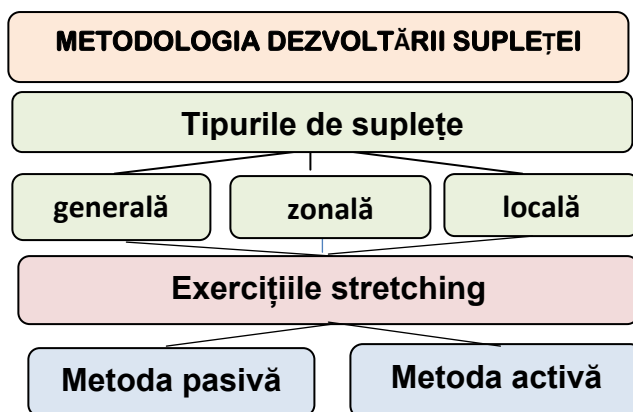 METODOLOGIA DEZVOLTĂRII SUPLEȚEI
Tipurile de suplețe
generală zonală locală
Exercițiile stretching
Metoda pasivă Metoda activă